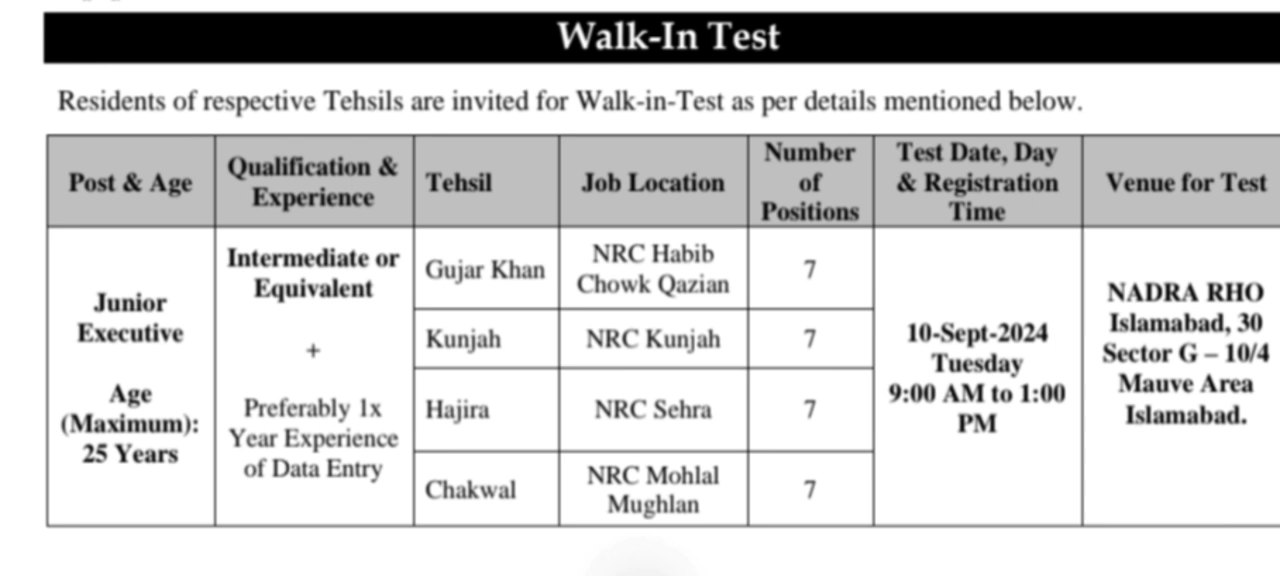 Walk-In Test
Residents of respective Tehsils are invited for Walk-in-Test as per details mentioned below.
Post & Age
Qualification &
Experience
Tehsil
Job Location
Number
of
Positions
Test Date, Day
& Registration
Time
Venue for Test
Junior
Executive
Age
(Maximum):
25 Years
Intermediate or
Equivalent
+
Preferably 1x
Year Experience
of Data Entry
Gujar Khan
NRC Habib
Chowk Qazian
7
Kunjah
NRC Kunjah
7
Hajira
NRC Sehra
7
Chakwal
NRC Mohlal
Mughlan
7
10-Sept-2024
Tuesday
9:00 AM to 1:00
PM
NADRA RHO
Islamabad, 30
Sector G – 10/4
Mauve Area
Islamabad.